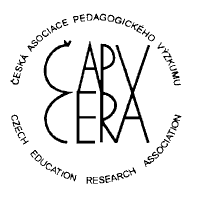 ČESKÁ ASOCIACE PEDAGOGICKÉHO VÝZKUMU
ČAPV
CERA
CZECH EDUCATION RESEARCH ASSOCIATION